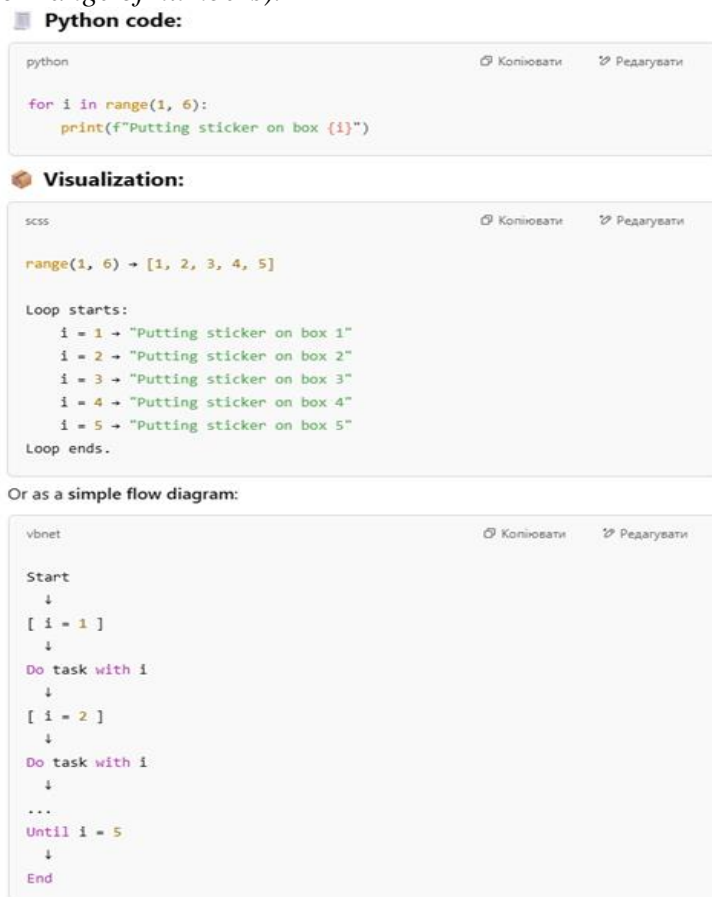 Python code:
python Копіювати Редагувати
for i in range(1, 6):
print(f"Putting sticker on box {i}")
Visualization:
scss Копіювати Редагувати
range(1, 6) → [1, 2, 3, 4, 5]
Loop starts:
i = 1 → "Putting sticker on box 1"
i = 2 → "Putting sticker on box 2"
i = 3 → "Putting sticker on box 3"
i = 4 → "Putting sticker on box 4"
i = 5 → "Putting sticker on box 5"
Loop ends.
Or as a simple flow diagram:
vbnet Копіювати Редагувати
Start
↓
[ i = 1 ]
↓
Do task with i
↓
[ i = 2 ]
↓
Do task with i
↓
...
Until i = 5
↓
End